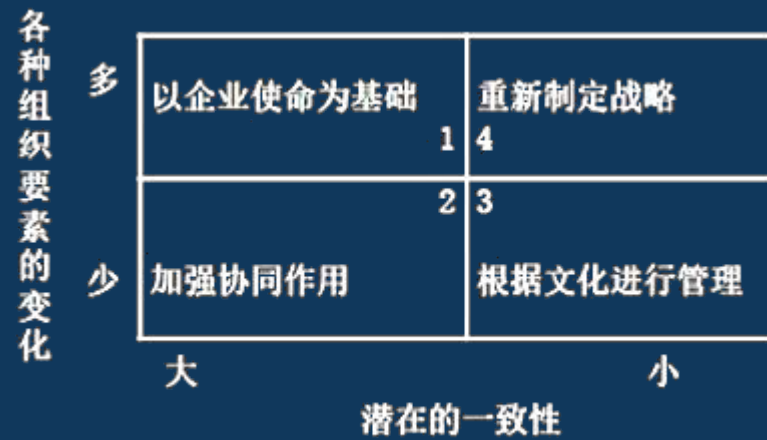 各种组织要素的变化
多
以企业使命为基础
重新制定战略
1
4
2
3
少
加强协同作用
根据文化进行管理
大
小
潜在的一致性